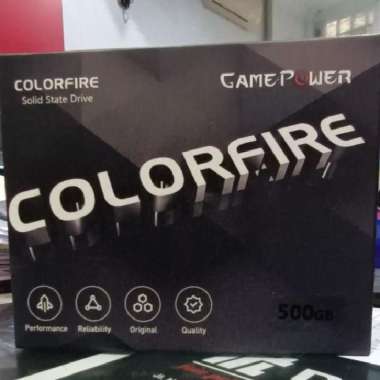 COLORFIRE
Solid State Drive
GAMEPOWER
COLORFIRE
Performance Reliability Original Quality
500GB